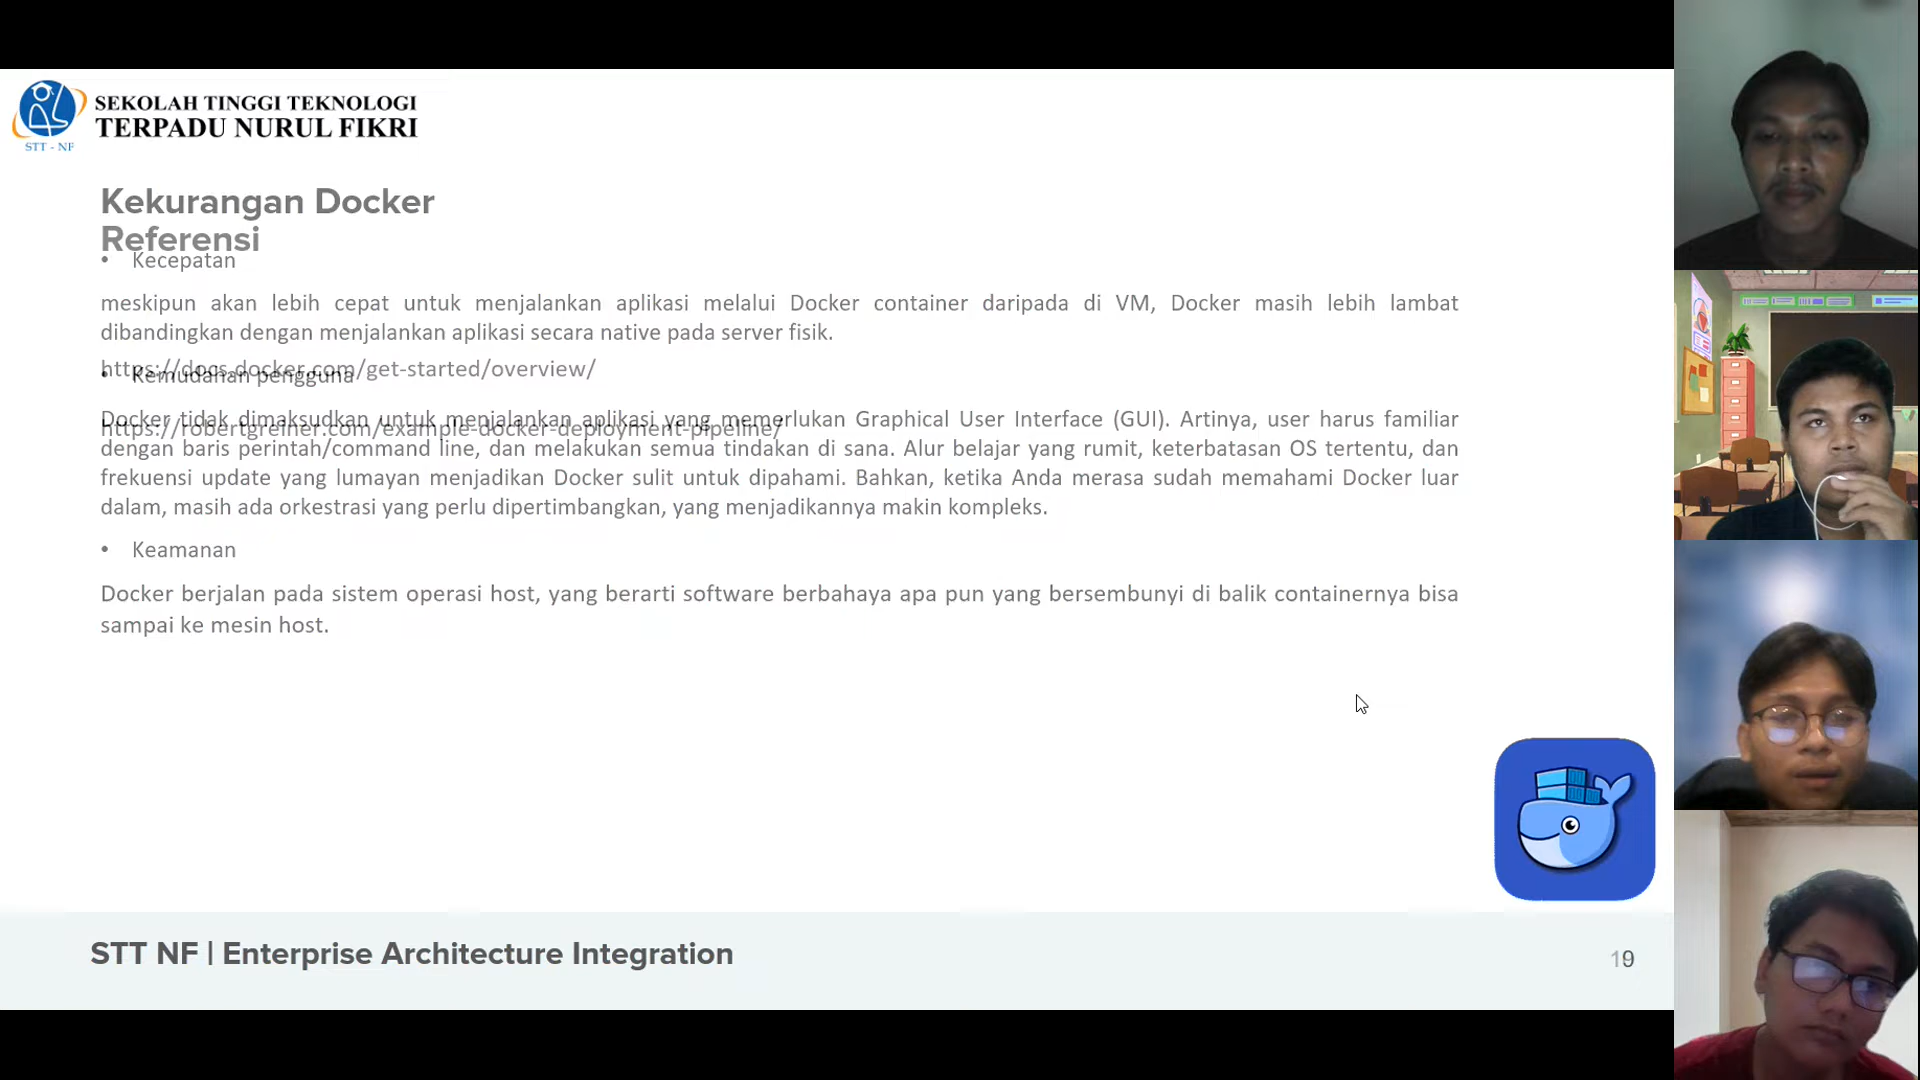 SEKOLAH TINGGI TEKNOLOGI
TERPADU NURUL FIKRI
STT - NF
Kekurangan Docker
Referensi
• Kecepatan
meskipun akan lebih cepat untuk menjalankan aplikasi melalui Docker container daripada di VM, Docker masih lebih lambat
dibandingkan dengan menjalankan aplikasi secara native pada server fisik.
https://docs.docker.com/get-started/overview/
• Kemudahan pengguna
Docker tidak dimaksudkan untuk menjalankan aplikasi yang memerlukan Graphical User Interface (GUI). Artinya, user harus familiar
https://robertgreiner.com/example-docker-deployment-pipeline/
dengan baris perintah/command line, dan melakukan semua tindakan di sana. Alur belajar yang rumit, keterbatasan OS tertentu, dan
frekuensi update yang lumayan menjadikan Docker sulit untuk dipahami. Bahkan, ketika Anda merasa sudah memahami Docker luar
dalam, masih ada orkestrasi yang perlu dipertimbangkan, yang menjadikannya makin kompleks.
• Keamanan
Docker berjalan pada sistem operasi host, yang berarti software berbahaya apa pun yang bersembunyi di balik containernya bisa
sampai ke mesin host.
STT NF | Enterprise Architecture Integration